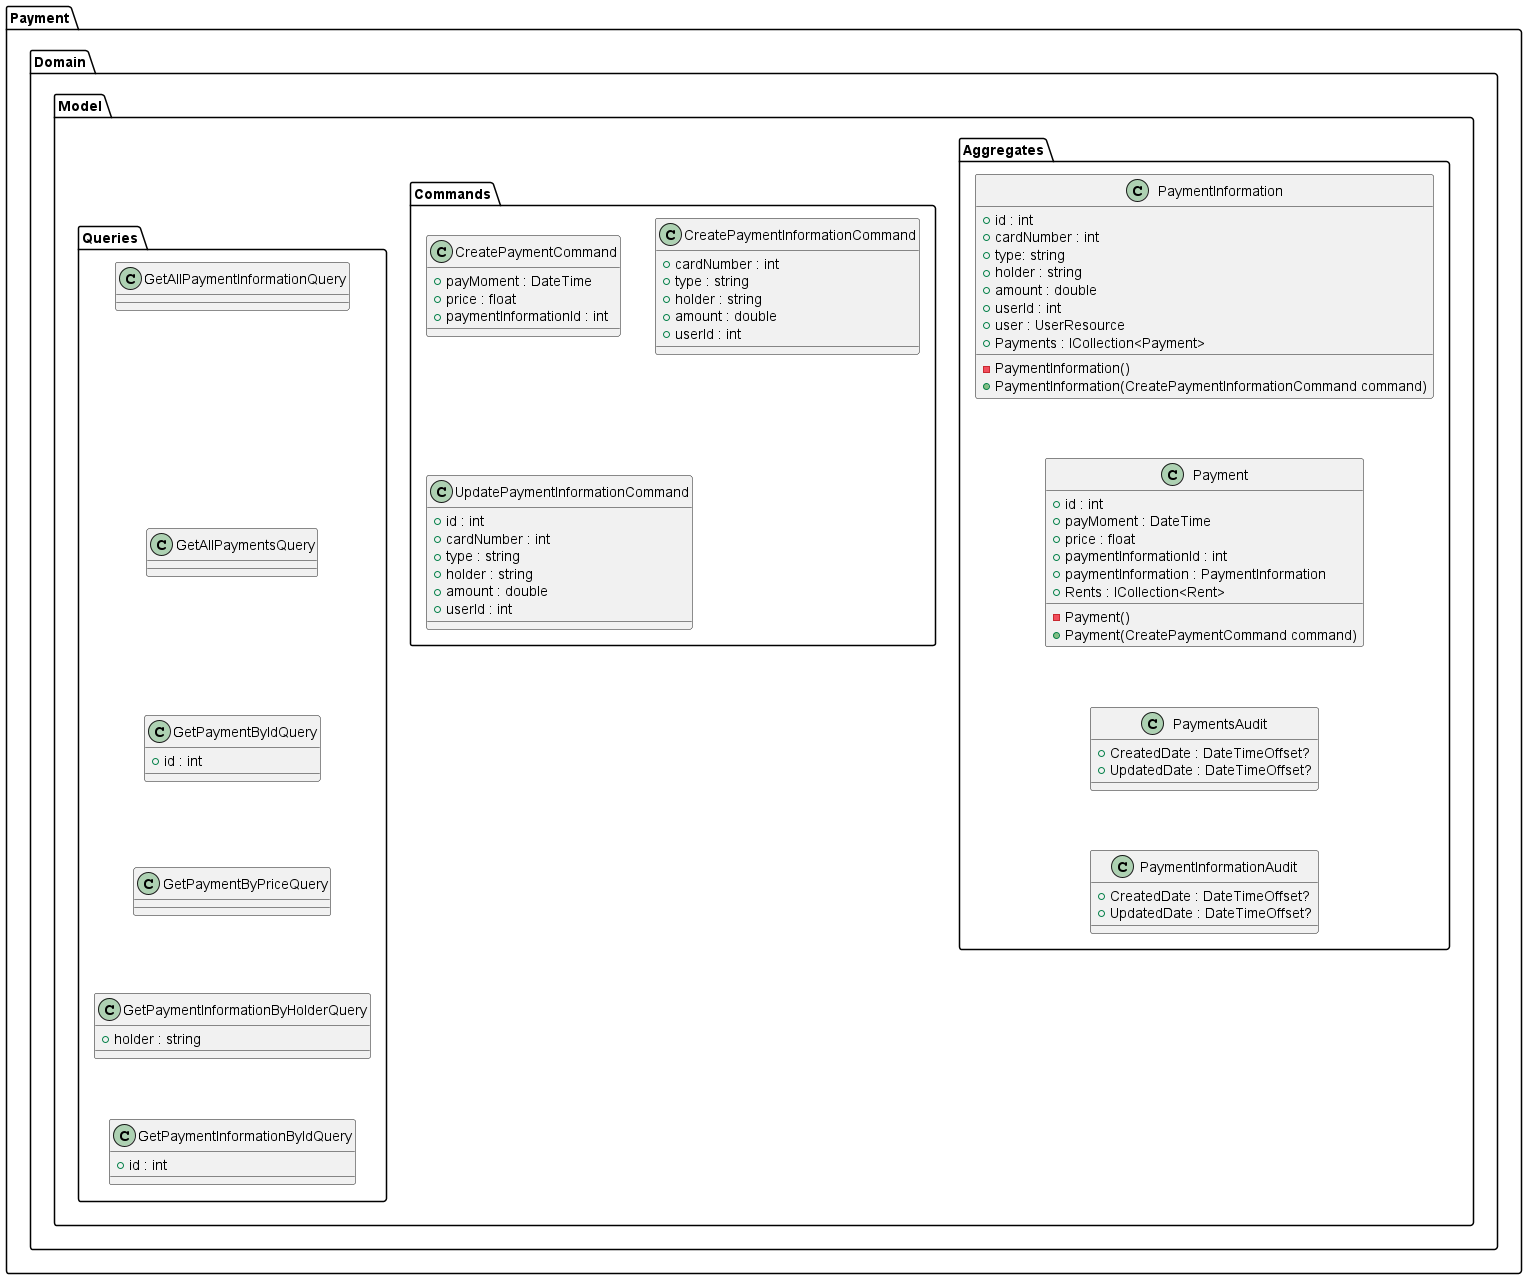 Payment
Domain
Model
Queries
C GetAllPaymentInformationQuery
C GetAllPaymentsQuery
C GetPaymentByIdQuery
id : int
C GetPaymentByPriceQuery
C GetPaymentInformationByHolderQuery
holder : string
C GetPaymentInformationByIdQuery
id : int
Commands
C CreatePaymentCommand
payMoment : DateTime
price : float
paymentInformationId : int
C CreatePaymentInformationCommand
cardNumber : int
type : string
holder : string
amount : double
userId : int
C UpdatePaymentInformationCommand
id : int
cardNumber : int
type : string
holder : string
amount : double
userId : int
Aggregates
C PaymentInformation
id : int
cardNumber : int
type: string
holder : string
amount : double
userId : int
user : UserResource
Payments : ICollection<Payment>
PaymentInformation()
PaymentInformation(CreatePaymentInformationCommand command)
C Payment
id : int
payMoment : DateTime
price : float
paymentInformationId : int
paymentInformation : PaymentInformation
Rents : ICollection<Rent>
Payment()
Payment(CreatePaymentCommand command)
C PaymentsAudit
CreatedDate : DateTimeOffset?
UpdatedDate : DateTimeOffset?
C PaymentInformationAudit
CreatedDate : DateTimeOffset?
UpdatedDate : DateTimeOffset?